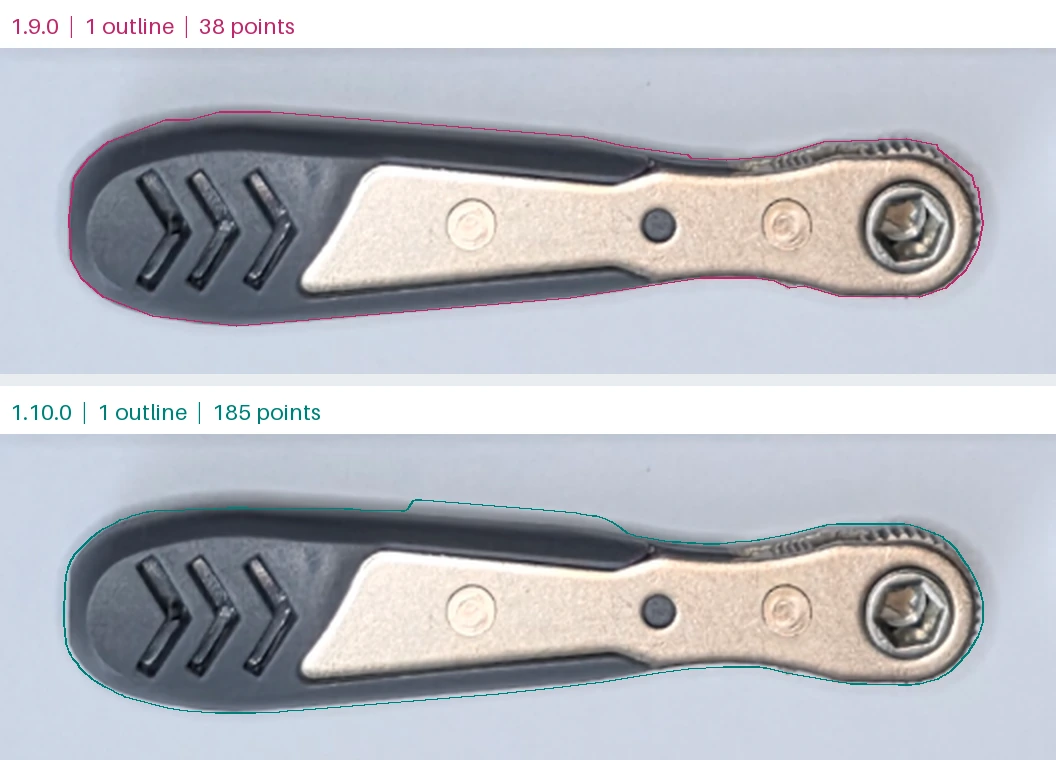 1.9.0 | 1 outline | 38 points
1.10.0 | 1 outline | 185 points